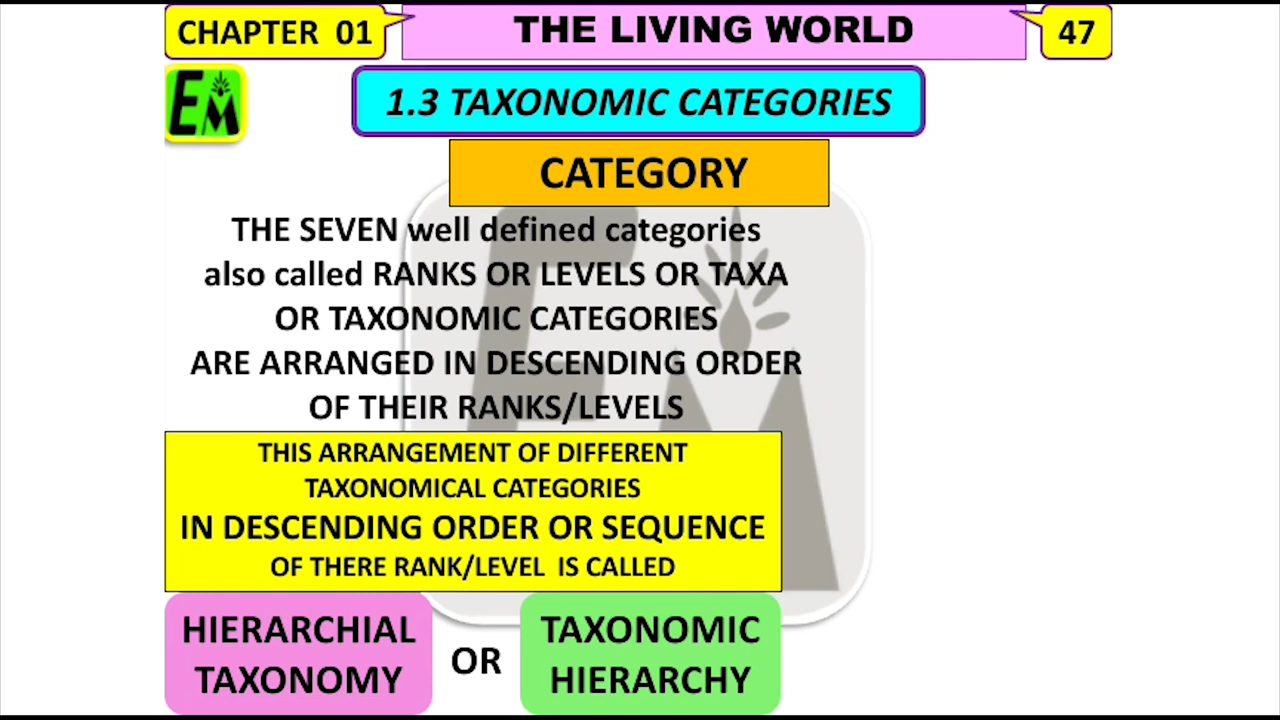 CHAPTER 01
THE LIVING WORLD
47
EM
1.3 TAXONOMIC CATEGORIES
CATEGORY
THE SEVEN well defined categories
also called RANKS OR LEVELS OR TAXA
OR TAXONOMIC CATEGORIES
ARE ARRANGED IN DESCENDING ORDER
OF THEIR RANKS/LEVELS
THIS ARRANGEMENT OF DIFFERENT
TAXONOMICAL CATEGORIES
IN DESCENDING ORDER OR SEQUENCE
OF THERE RANK/LEVEL IS CALLED
HIERARCHIAL
TAXONOMY
OR
TAXONOMIC
HIERARCHY